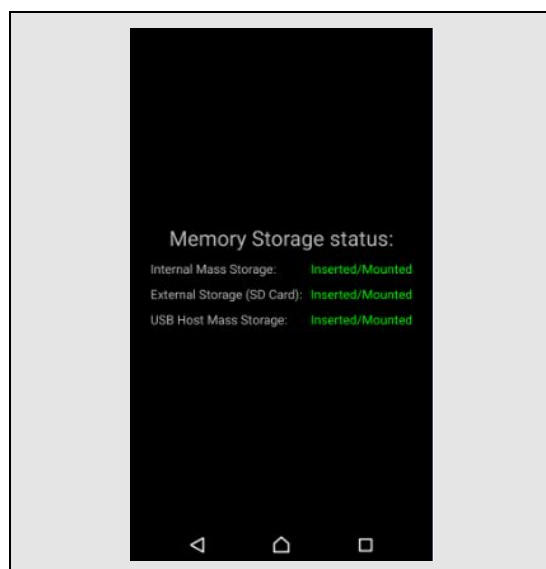 Memory Storage status:
Internal Mass Storage: Inserted/Mounted
External Storage (SD Card): Inserted/Mounted
USB Host Mass Storage: Inserted/Mounted